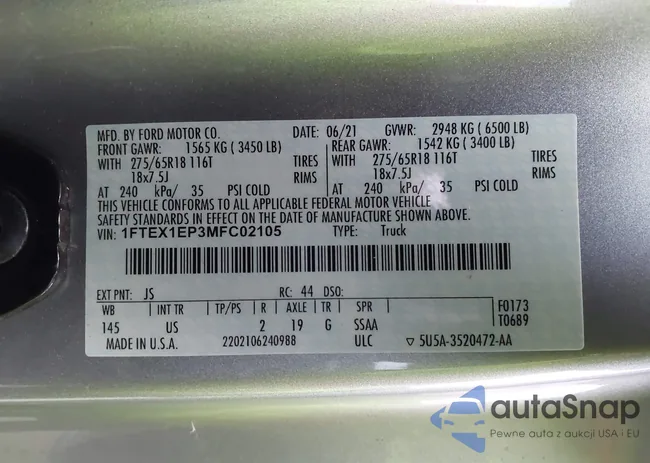 MFD. BY FORD MOTOR CO. DATE: 06/21 GVWR: 2948 KG (6500 LB)
FRONT GAWR: 1565 KG (3450 LB) REAR GAWR: 1542 KG (3400 LB)
WITH 275/65R18 116T TIRES WITH 275/65R18 116T TIRES
18x7.5J RIMS 18x7.5J RIMS
AT 240 kPa/ 35 PSI COLD AT 240 kPa/ 35 PSI COLD
THIS VEHICLE CONFORMS TO ALL APPLICABLE FEDERAL MOTOR VEHICLE
SAFETY STANDARDS IN EFFECT ON THE DATE OF MANUFACTURE SHOWN ABOVE.
VIN: 1FTEX1EP3MFC02105 TYPE: Truck
EXT PNT: JS RC: 44 DSO:
WB INT TR TP/PS R AXLE TR SPR F0173
145 US 2 19 G SSAA T0689
MADE IN U.S.A. 2202106240988 ULC ▽ 5U5A-3520472-AA
autaSnap
Pewne auta z aukcji USA i EU